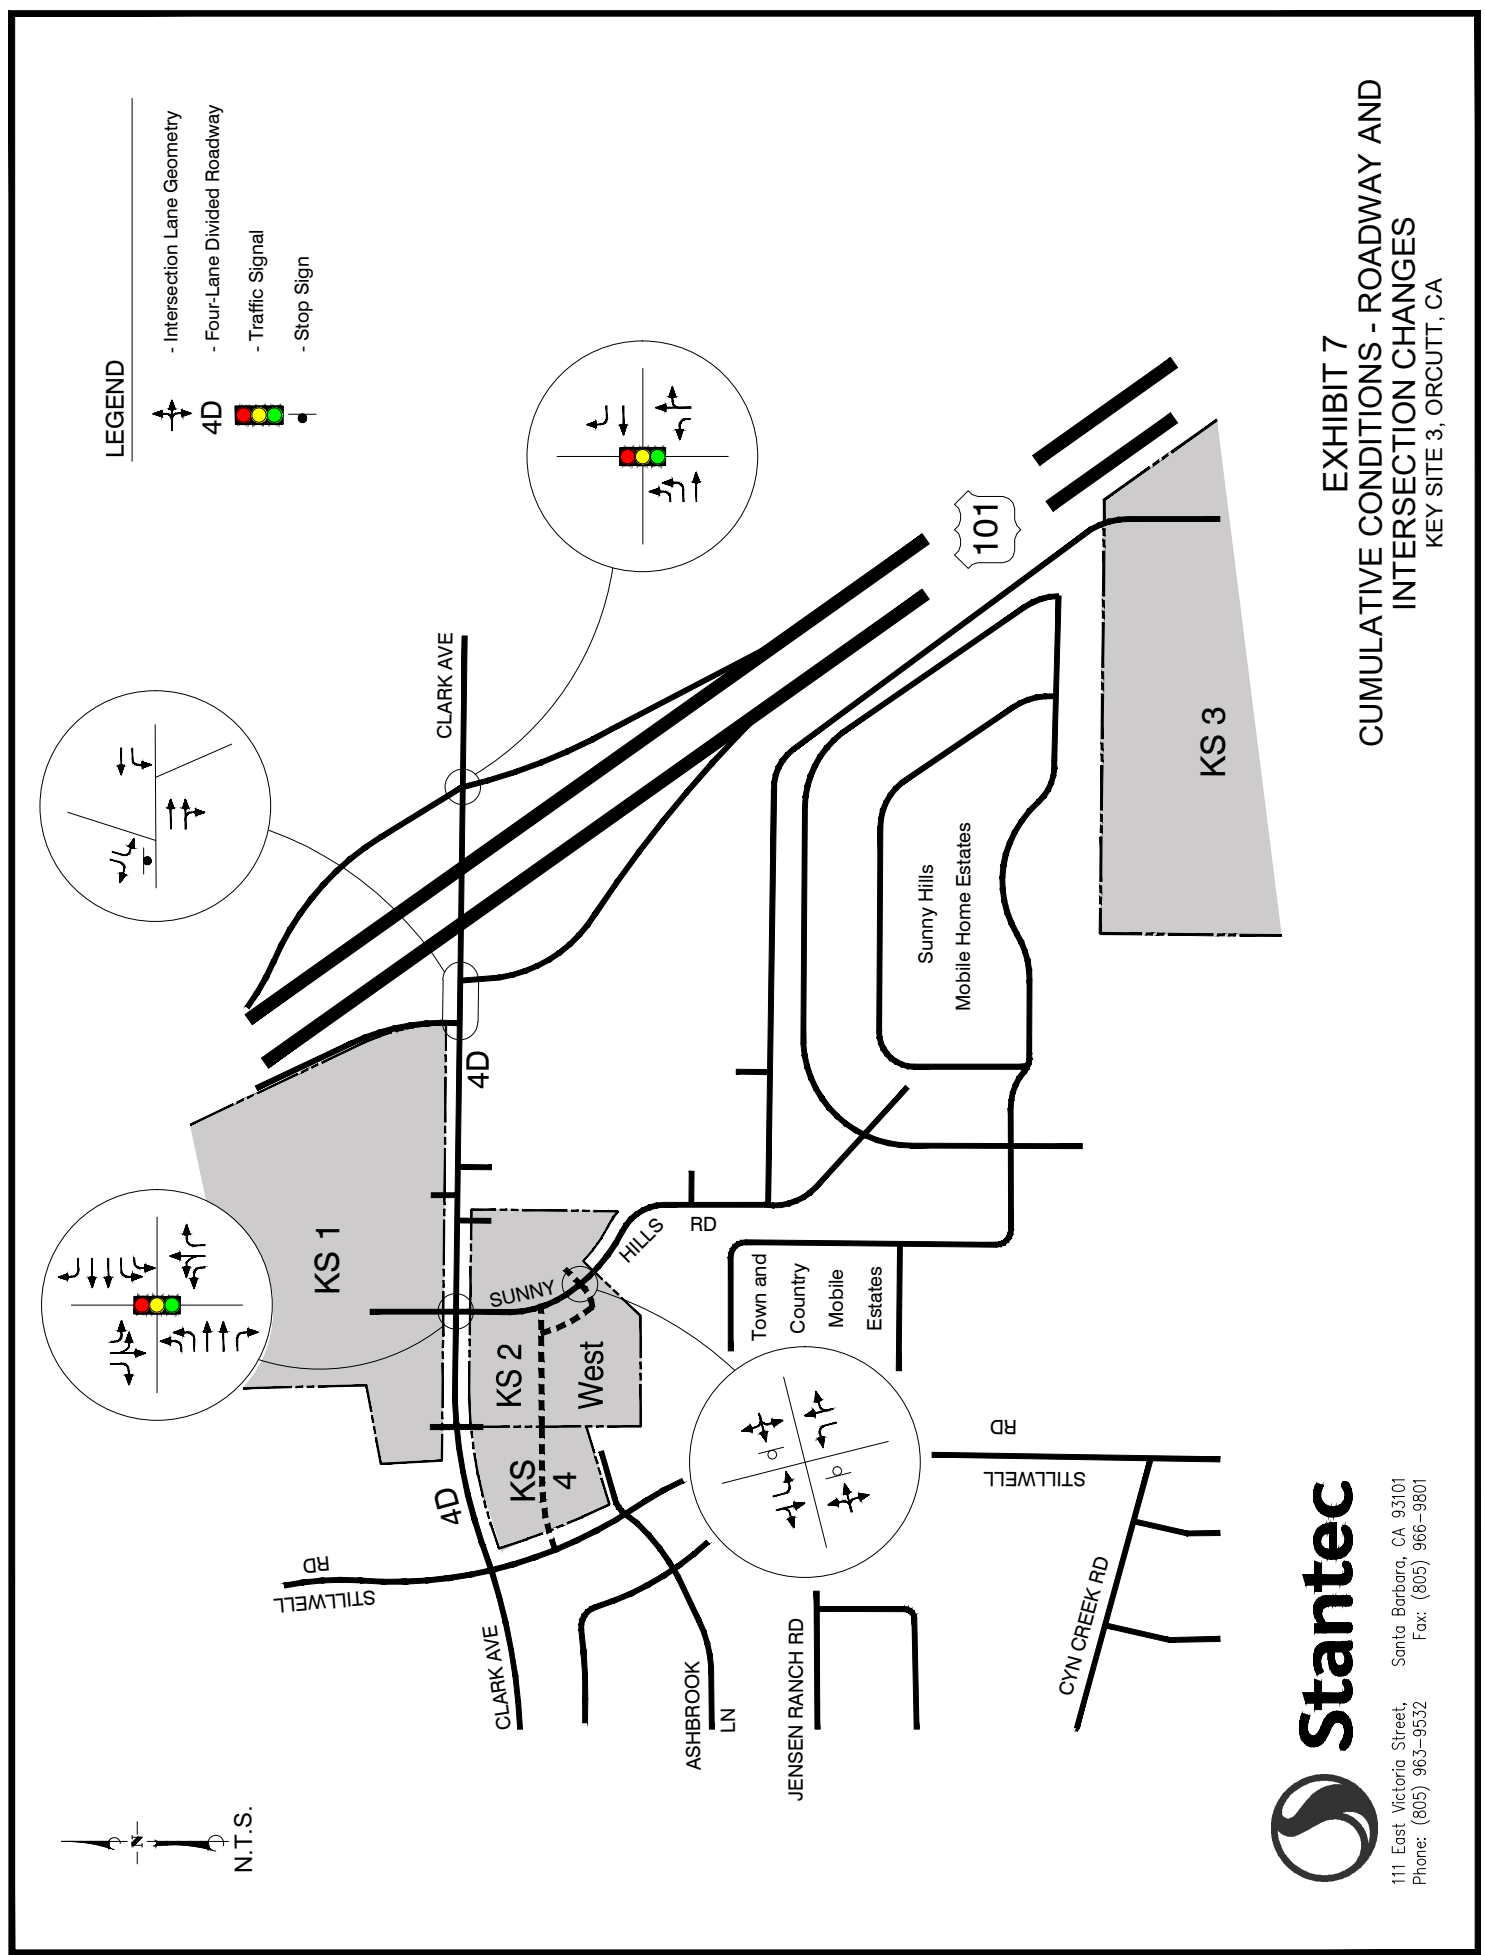 LEGEND
- Intersection Lane Geometry
4D - Four-Lane Divided Roadway
- Traffic Signal
- Stop Sign
N
N.T.S.
CLARK AVE
101
4D
4D
KS 1
KS 2
West
KS
4
KS 3
SUNNY
HILLS
RD
Sunny Hills
Mobile Home Estates
Town and
Country
Mobile
Estates
STILLWELL
RD
STILLWELL
RD
CLARK AVE
ASHBROOK
LN
JENSEN RANCH RD
CYN CREEK RD
Stantec
111 East Victoria Street, Santa Barbara, CA 93101
Phone: (805) 963-9532 Fax: (805) 966-9801
EXHIBIT 7
CUMULATIVE CONDITIONS - ROADWAY AND
INTERSECTION CHANGES
KEY SITE 3, ORCUTT, CA